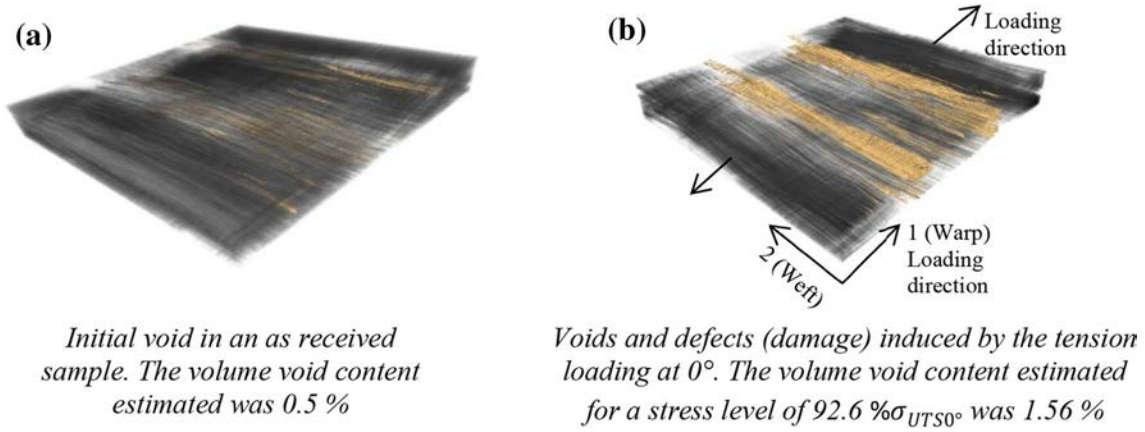 (a)
Initial void in an as received
sample. The volume void content
estimated was 0.5 %
(b)
Loading
direction
1 (Warp)
Loading
direction
2 (Weft)
Voids and defects (damage) induced by the tension
loading at 0°. The volume void content estimated
for a stress level of 92.6 %σUTS0° was 1.56 %